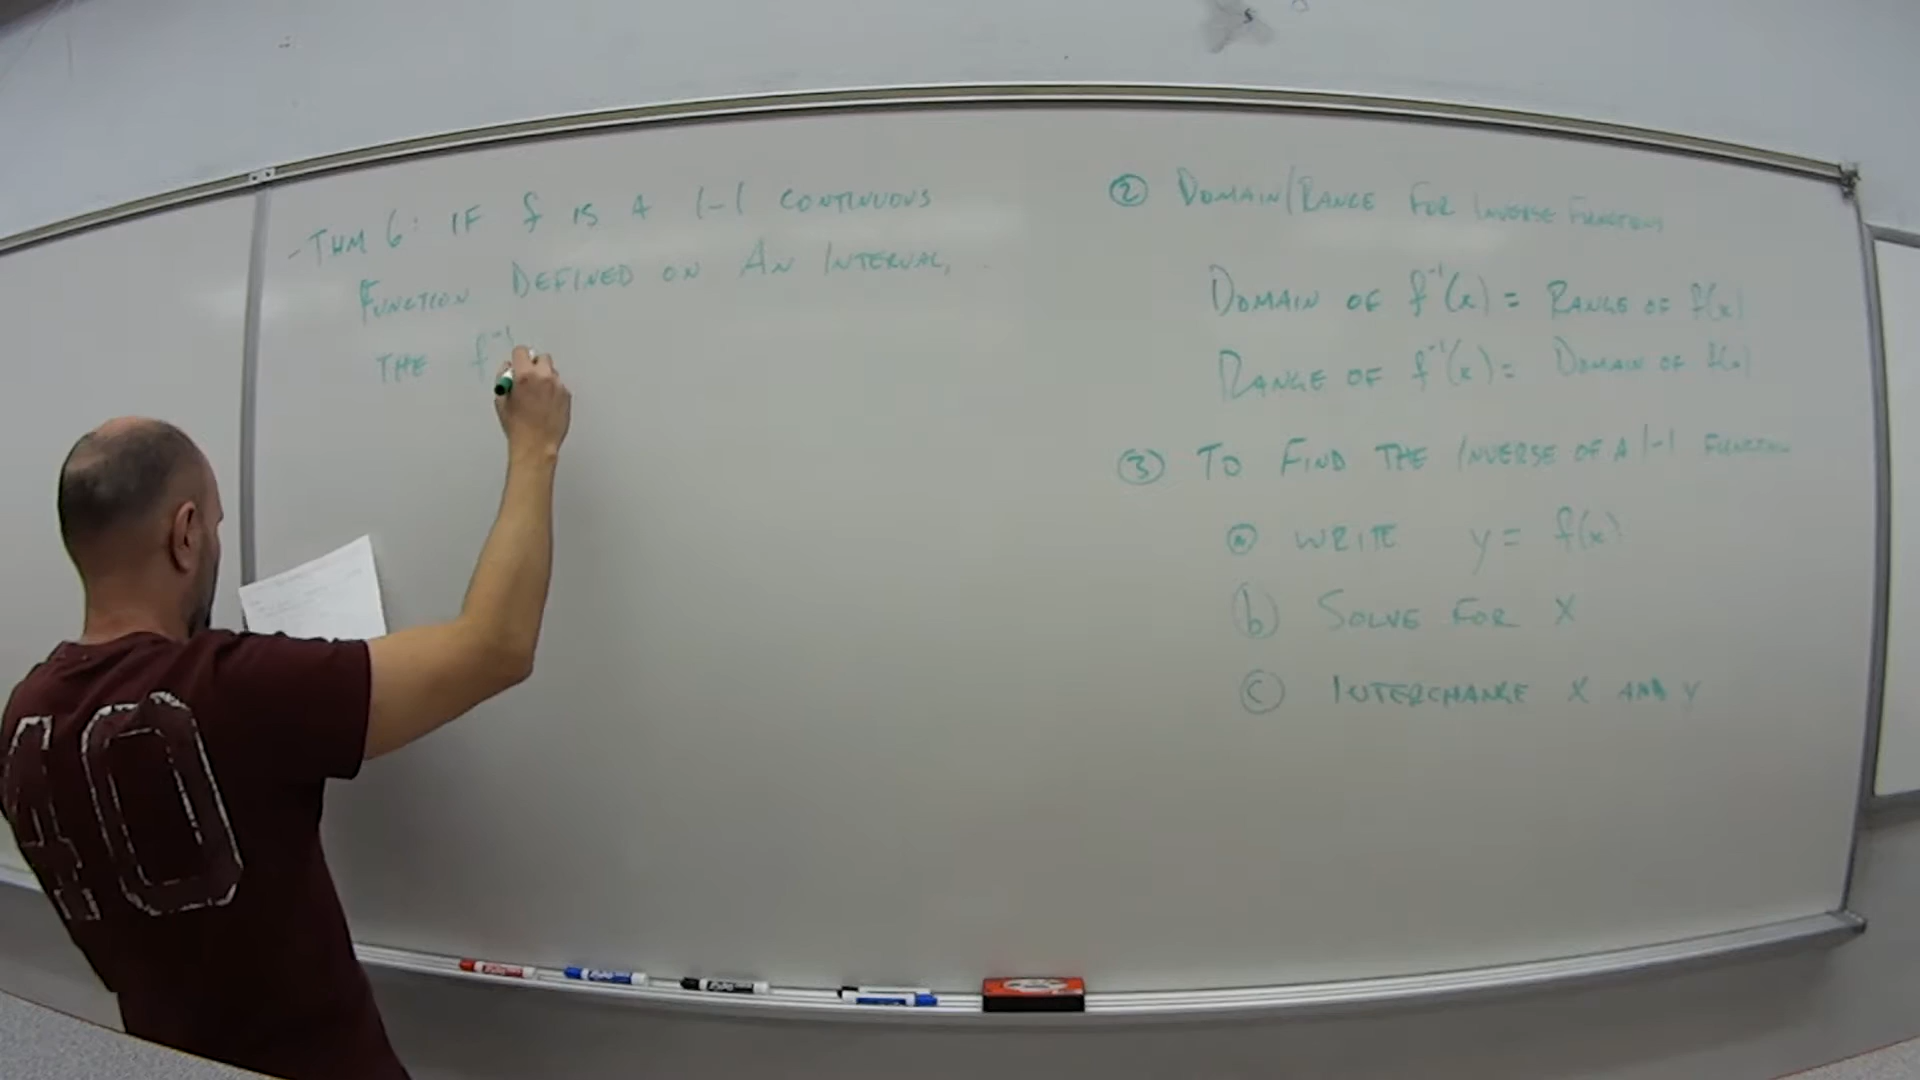 - THM 6: IF f IS A 1-1 CONTINUOUS
FUNCTION DEFINED ON AN INTERVAL,
THE f⁻¹
② DOMAIN/RANGE FOR INVERSE FUNCTIONS
DOMAIN OF f⁻¹(x) = RANGE OF f(x)
RANGE OF f⁻¹(x) = DOMAIN OF f(x)
③ TO FIND THE INVERSE OF A 1-1 FUNCTION
ⓐ WRITE y = f(x)
ⓑ SOLVE FOR X
ⓒ INTERCHANGE X AND Y
40
EXPO